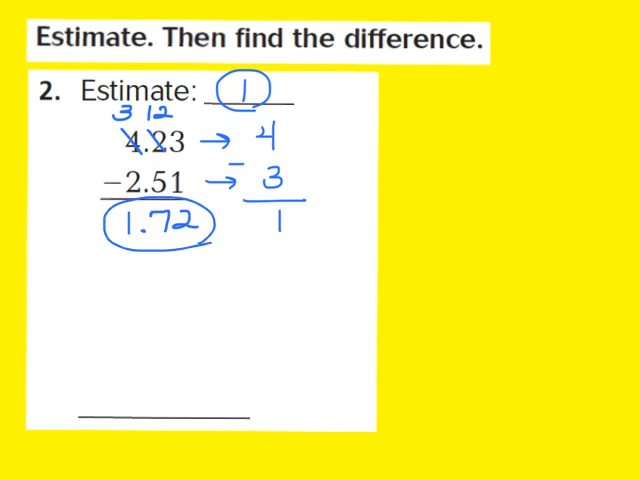 Estimate. Then find the difference.
2. Estimate: 1
3 12
4.23 → 4
−2.51 → − 3
1.72 1